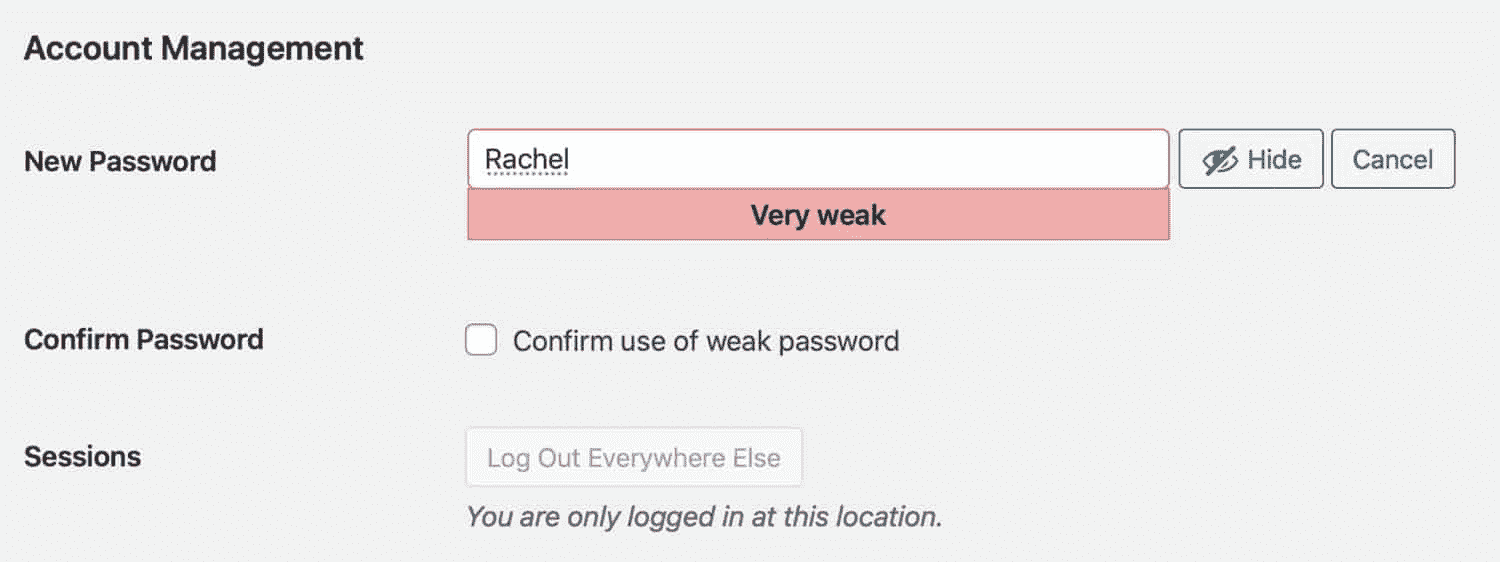 Account Management
New Password
Rachel
Hide
Cancel
Very weak
Confirm Password
Confirm use of weak password
Sessions
Log Out Everywhere Else
You are only logged in at this location.